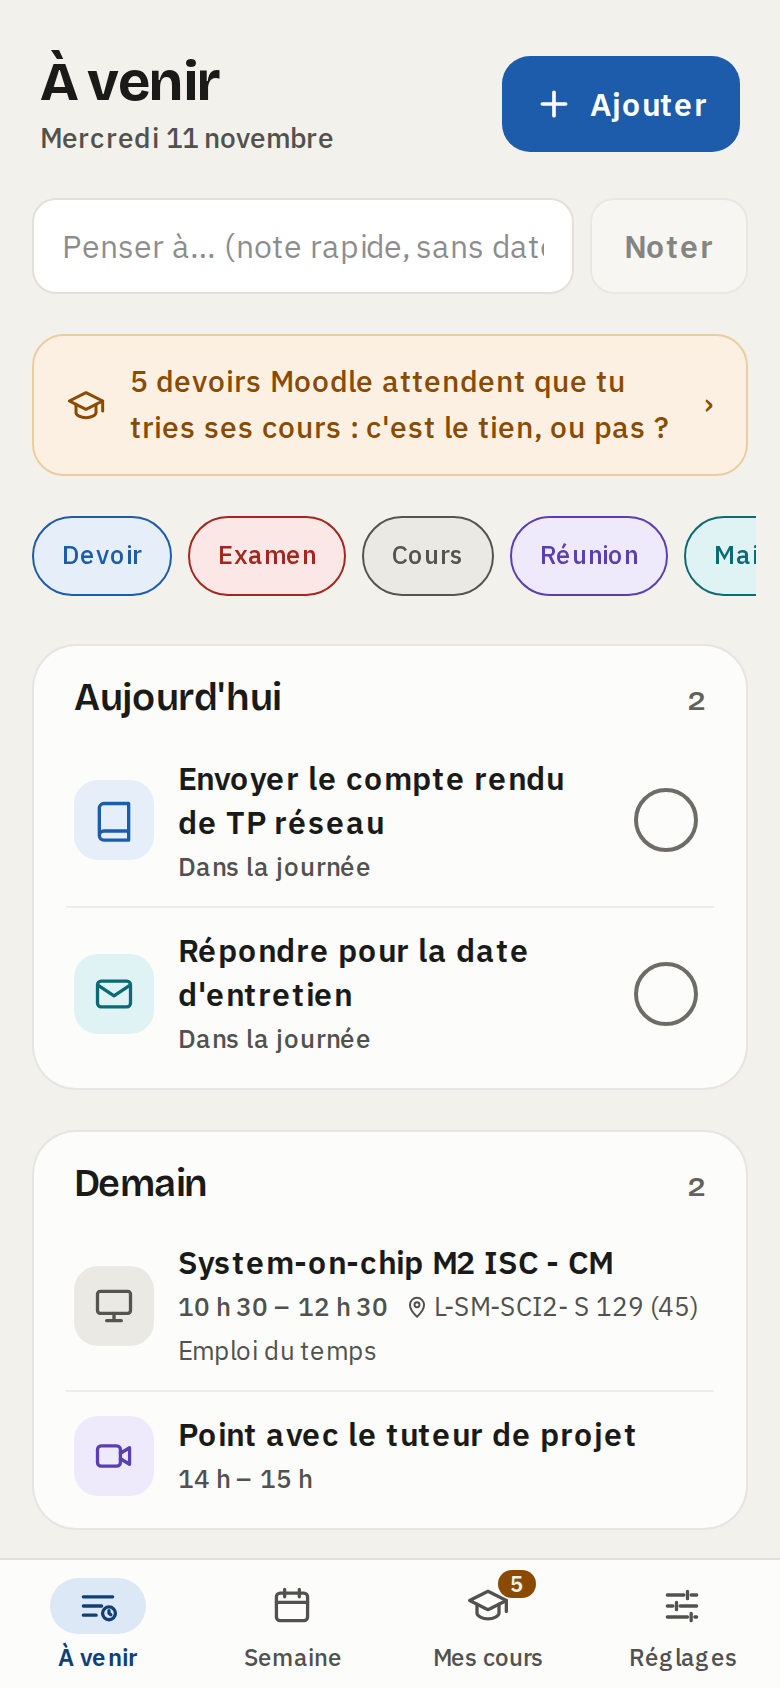 À venir
Mercredi 11 novembre
Ajouter
Penser à... (note rapide, sans date
Noter
5 devoirs Moodle attendent que tu
tries ses cours : c'est le tien, ou pas ?
Devoir
Examen
Cours
Réunion
Mai
Aujourd'hui
2
Envoyer le compte rendu
de TP réseau
Dans la journée
Répondre pour la date
d'entretien
Dans la journée
Demain
2
System-on-chip M2 ISC - CM
10 h 30 – 12 h 30 L-SM-SCI2- S 129 (45)
Emploi du temps
Point avec le tuteur de projet
14 h – 15 h
5
À venir
Semaine
Mes cours
Réglages